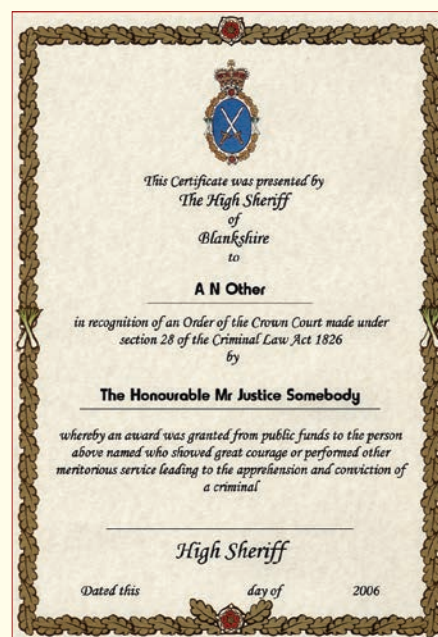 This Certificate was presented by
The High Sheriff
of
Blankshire
to
A N Other
in recognition of an Order of the Crown Court made under
section 28 of the Criminal Law Act 1826
by
The Honourable Mr Justice Somebody
whereby an award was granted from public funds to the person
above named who showed great courage or performed other
meritorious service leading to the apprehension and conviction of
a criminal
High Sheriff
Dated this day of 2006